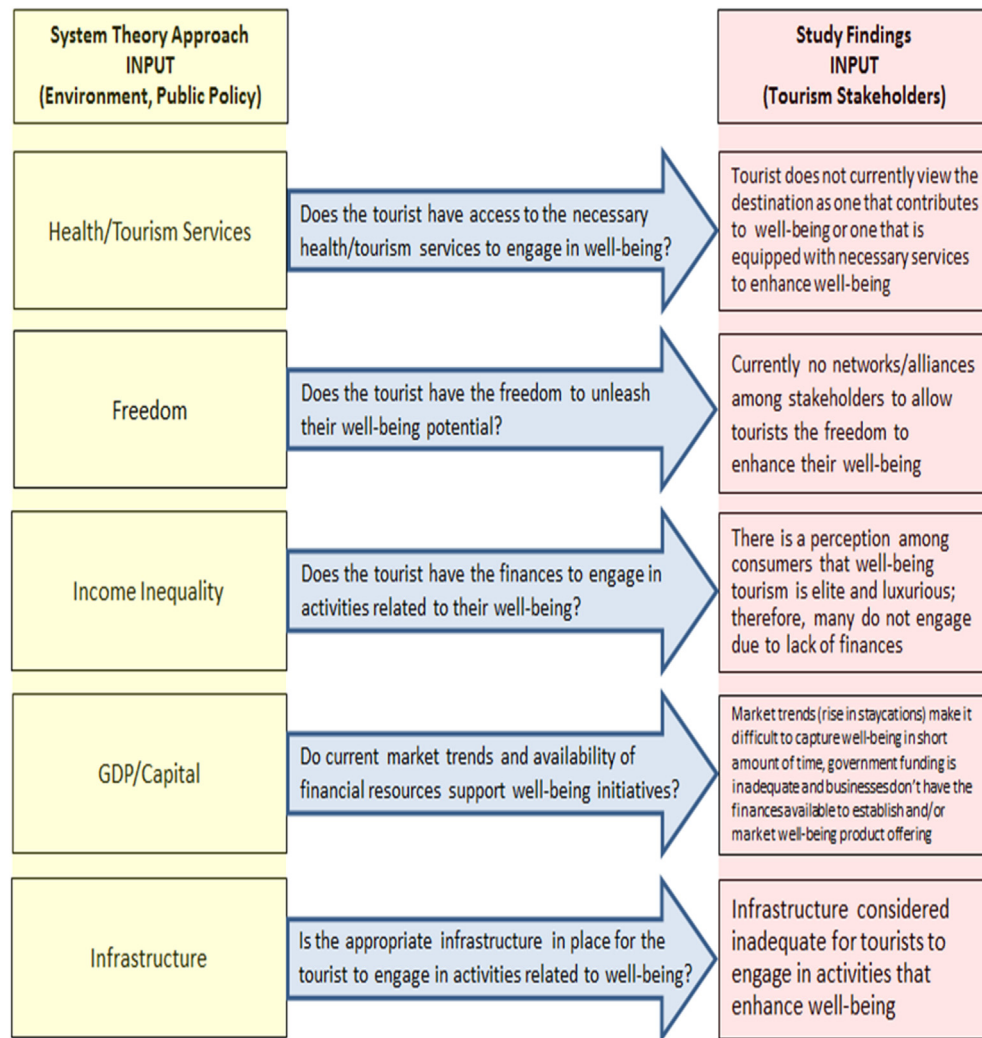 System Theory Approach
INPUT
(Environment, Public Policy)
Study Findings
INPUT
(Tourism Stakeholders)
Health/Tourism Services
Does the tourist have access to the necessary
health/tourism services to engage in well-being?
Tourist does not currently view the
destination as one that contributes
to well-being or one that is
equipped with necessary services
to enhance well-being
Freedom
Does the tourist have the freedom to unleash
their well-being potential?
Currently no networks/alliances
among stakeholders to allow
tourists the freedom to
enhance their well-being
Income Inequality
Does the tourist have the finances to engage in
activities related to their well-being?
There is a perception among
consumers that well-being
tourism is elite and luxurious;
therefore, many do not engage
due to lack of finances
GDP/Capital
Do current market trends and availability of
financial resources support well-being initiatives?
Market trends (rise in staycations) make it
difficult to capture well-being in short
amount of time, government funding is
inadequate and businesses don't have the
finances available to establish and/or
market well-being product offering
Infrastructure
Is the appropriate infrastructure in place for the
tourist to engage in activities related to well-being?
Infrastructure considered
inadequate for tourists to
engage in activities that
enhance well-being